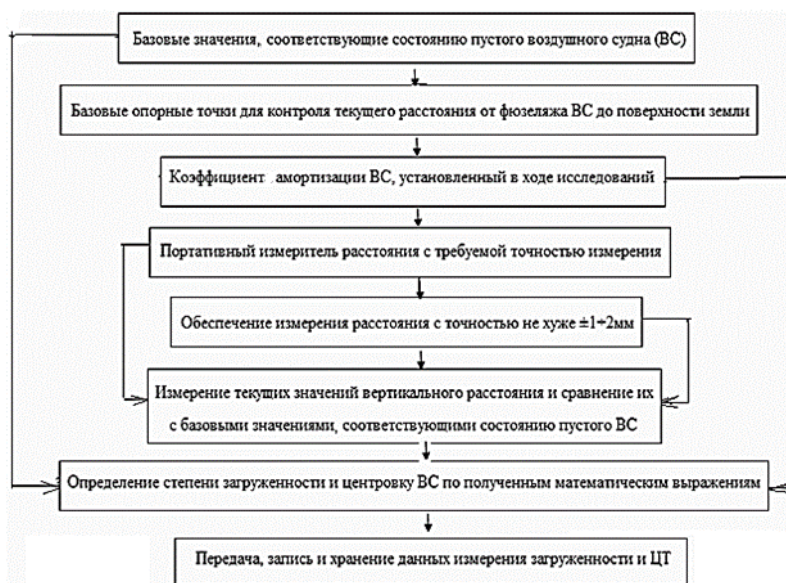 Базовые значения, соответствующие состоянию пустого воздушного судна (ВС)
Базовые опорные точки для контроля текущего расстояния от фюзеляжа ВС до поверхности земли
Коэффициент амортизации ВС, установленный в ходе исследований
Портативный измеритель расстояния с требуемой точностью измерения
Обеспечение измерения расстояния с точностью не хуже ±1÷2мм
Измерение текущих значений вертикального расстояния и сравнение их
с базовыми значениями, соответствующими состоянию пустого ВС
Определение степени загруженности и центровку ВС по полученным математическим выражениям
Передача, запись и хранение данных измерения загруженности и ЦТ